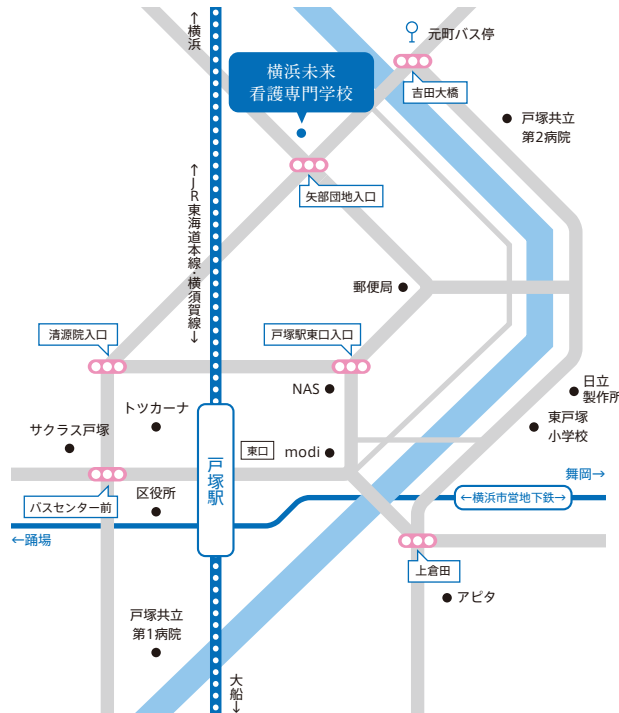 ↑横浜
元町バス停
横浜未来
看護専門学校
吉田大橋
戸塚共立
第2病院
矢部団地入口
↑JR東海道本線・横須賀線↓
郵便局
清源院入口
戸塚駅東口入口
NAS
日立
製作所
トツカーナ
サクラス戸塚
東戸塚
小学校
東口
modi
戸塚駅
舞岡→
区役所
バスセンター前
←横浜市営地下鉄→
←踊場
上倉田
アピタ
戸塚共立
第1病院
大船↓